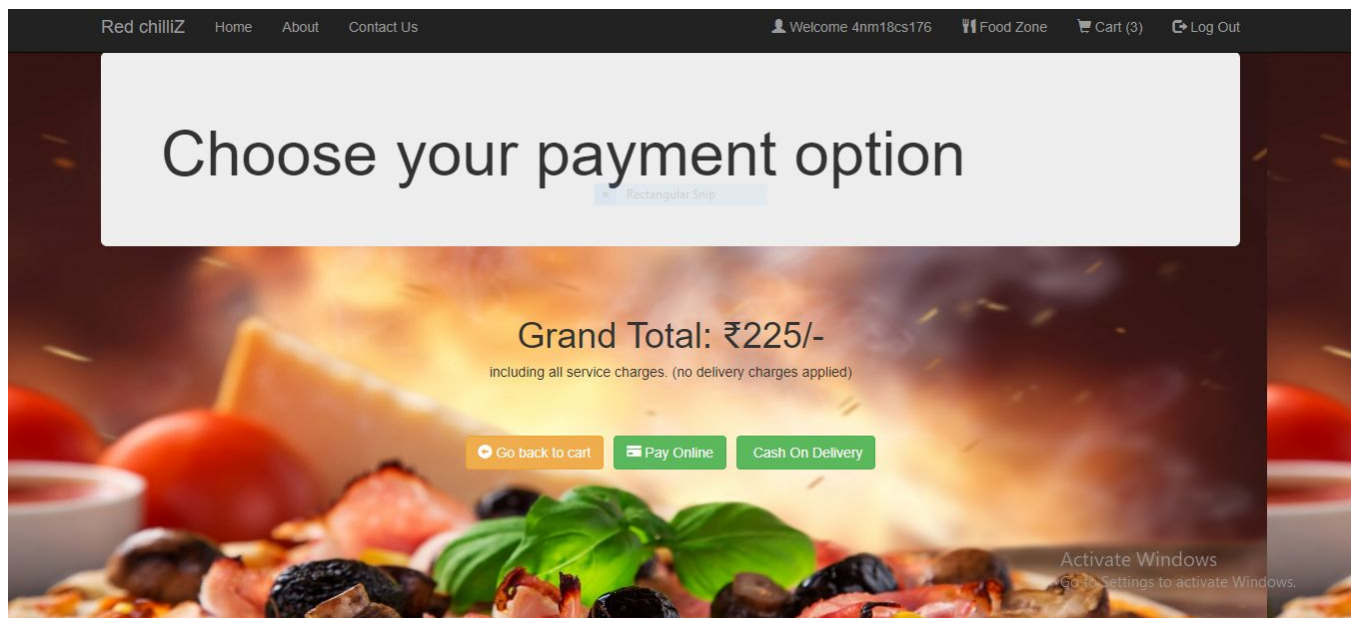 Red chilliZ Home About Contact Us Welcome 4nm18cs176 Food Zone Cart (3) Log Out
Choose your payment option
Rectangular Snip
Grand Total: ₹225/-
including all service charges. (no delivery charges applied)
Go back to cart Pay Online Cash On Delivery
Activate Windows
Go to Settings to activate Windows.